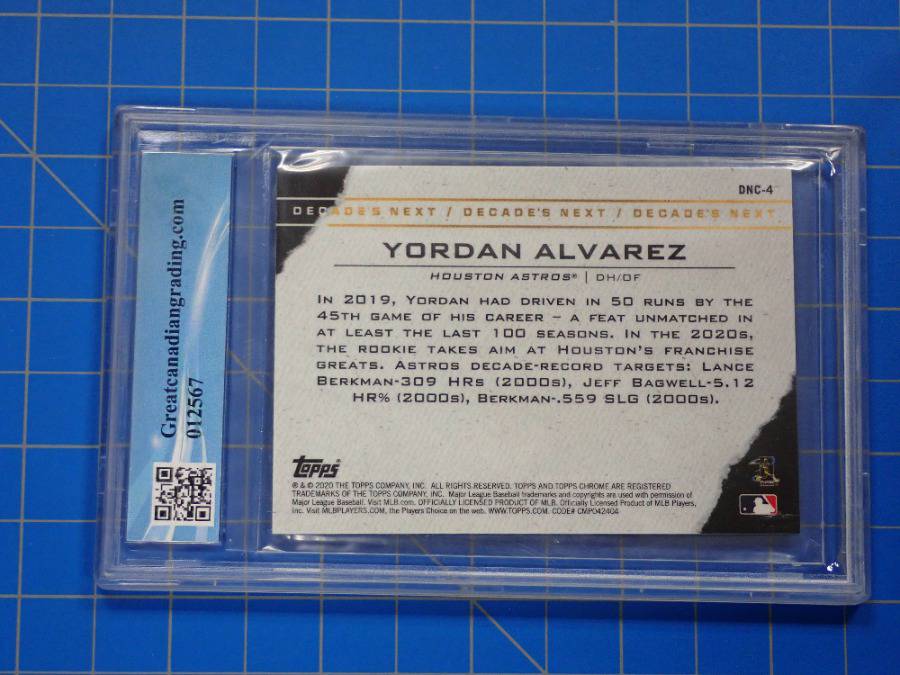 Greatcanadiangrading.com
012567
DNC-4
DECADE'S NEXT / DECADE'S NEXT / DECADE'S NEXT
YORDAN ALVAREZ
HOUSTON ASTROS® | DH/OF
IN 2019, YORDAN HAD DRIVEN IN 50 RUNS BY THE
45TH GAME OF HIS CAREER – A FEAT UNMATCHED IN
AT LEAST THE LAST 100 SEASONS. IN THE 2020S,
THE ROOKIE TAKES AIM AT HOUSTON'S FRANCHISE
GREATS. ASTROS DECADE-RECORD TARGETS: LANCE
BERKMAN-309 HRS (2000S), JEFF BAGWELL-5.12
HR% (2000S), BERKMAN-.559 SLG (2000S).
Topps®
® & © 2020 THE TOPPS COMPANY, INC. ALL RIGHTS RESERVED. TOPPS AND TOPPS CHROME ARE REGISTERED
TRADEMARKS OF THE TOPPS COMPANY, INC. Major League Baseball trademarks and copyrights are used with permission of
Major League Baseball. Visit MLB.com. OFFICIALLY LICENSED PRODUCT OF MLB. Officially Licensed Product of MLB Players,
Inc. Visit MLBPLAYERS.COM, the Players Choice on the web. WWW.TOPPS.COM. CODE# CMP042404